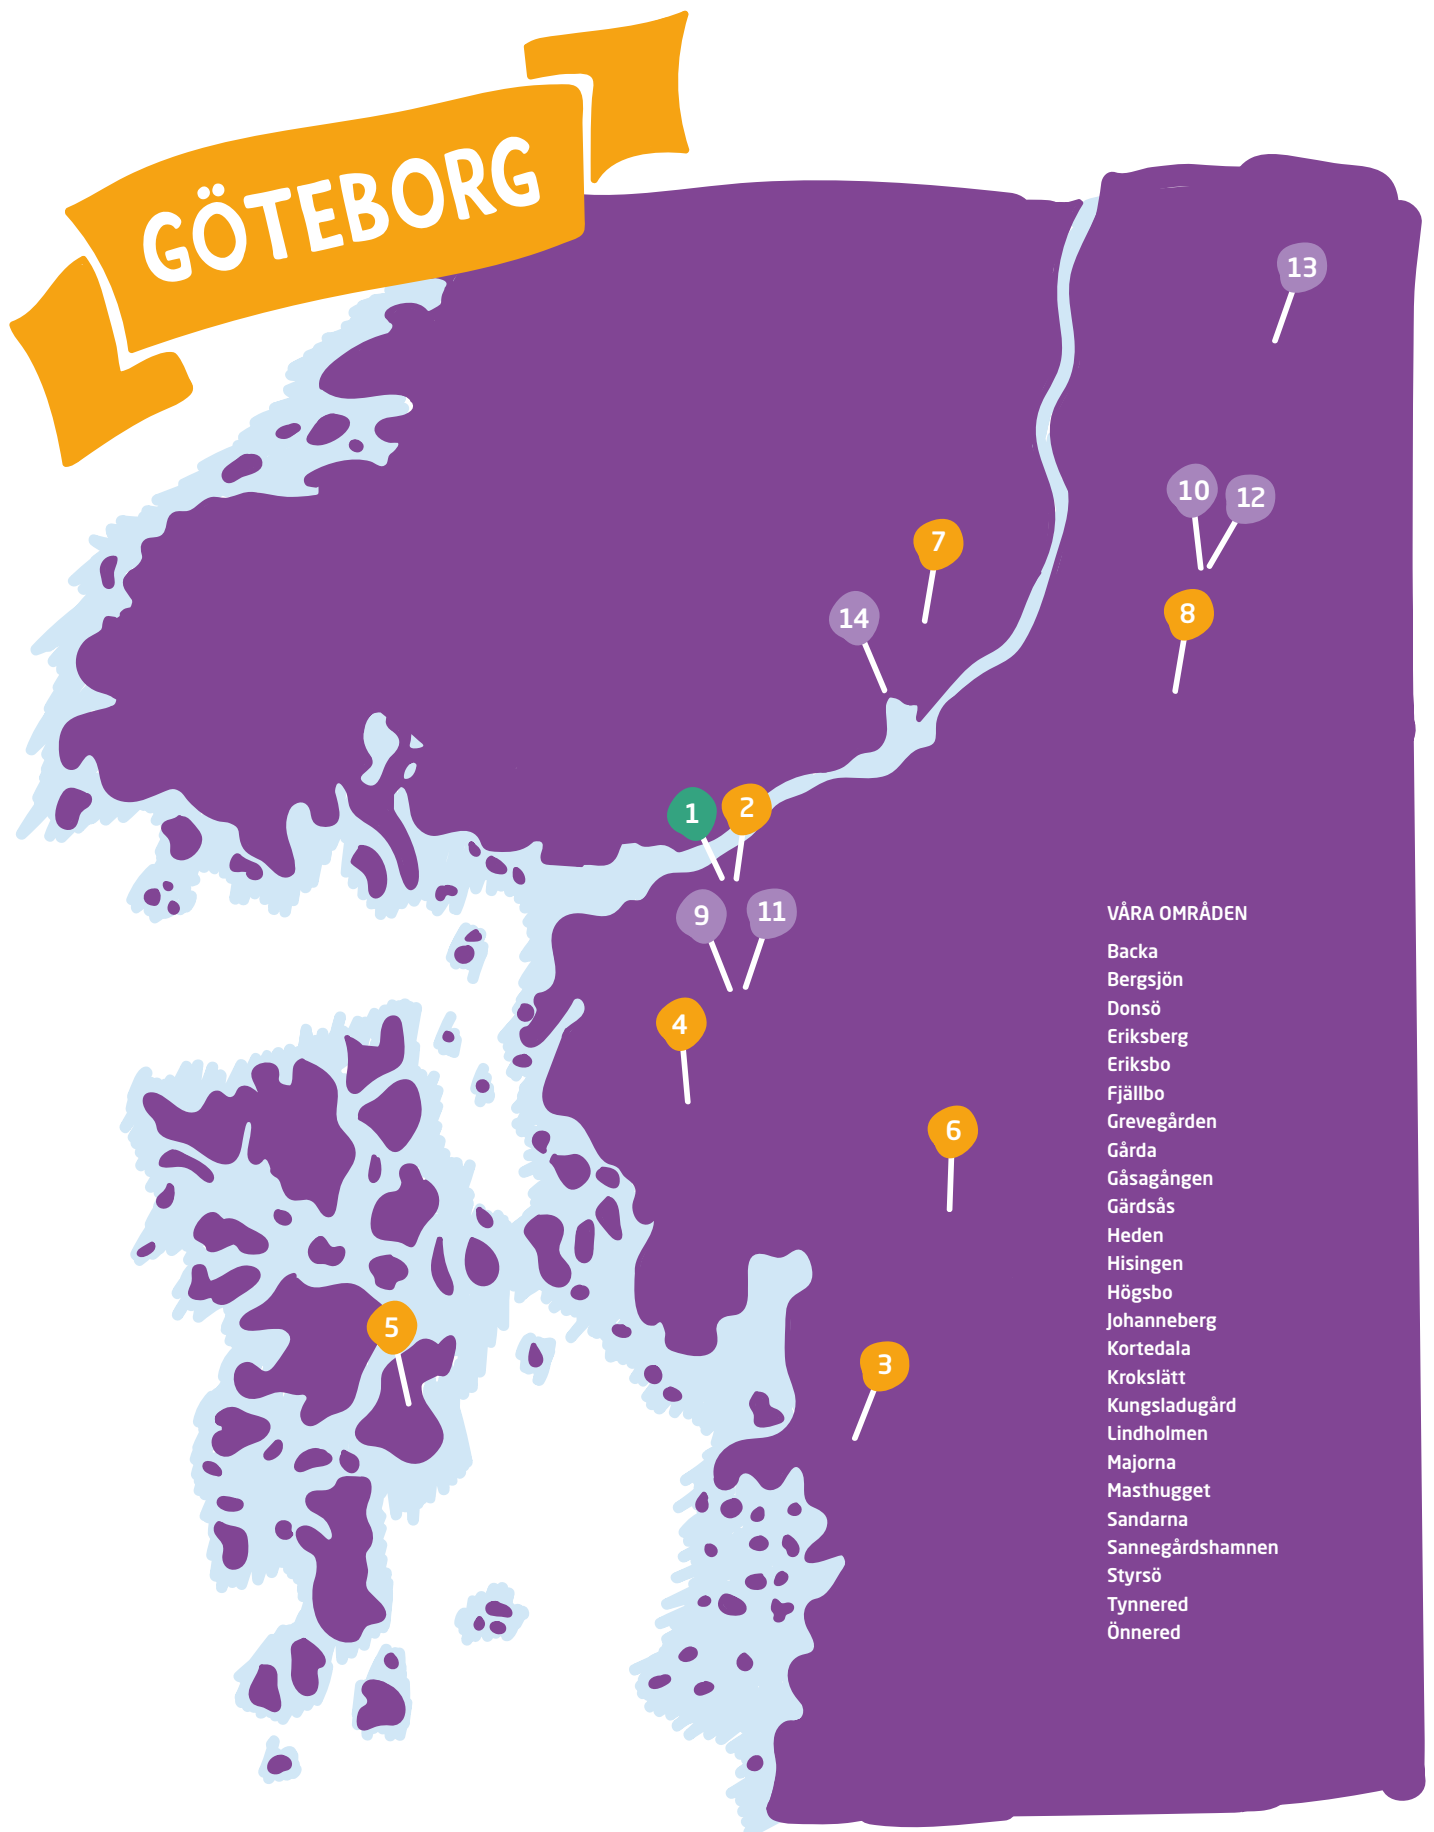 GÖTEBORG
13
10
12
7
8
14
1
2
9
11
4
6
5
3
VÅRA OMRÅDEN
Backa
Bergsjön
Donsö
Eriksberg
Eriksbo
Fjällbo
Grevegården
Gårda
Gåsagången
Gärdsås
Heden
Hisingen
Högsbo
Johanneberg
Kortedala
Krokslätt
Kungsladugård
Lindholmen
Majorna
Masthugget
Sandarna
Sannegårdshamnen
Styrsö
Tynnered
Önnered